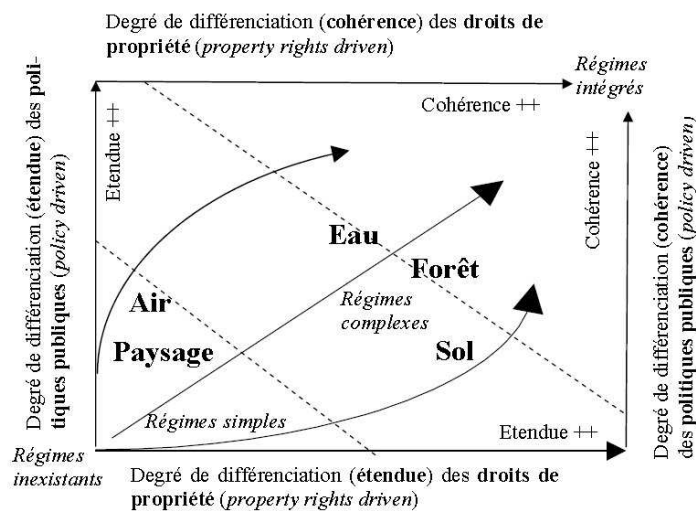 Degré de différenciation (cohérence) des droits de
propriété (property rights driven)
Régimes
intégrés
Cohérence ++
Degré de différenciation (étendue) des poli-
tiques publiques (policy driven)
Etendue ++
Cohérence ++
Degré de différenciation (cohérence)
des politiques publiques (policy driven)
Eau
Forêt
Air
Régimes
complexes
Paysage
Sol
Régimes simples
Etendue ++
Régimes
inexistants
Degré de différenciation (étendue) des droits de
propriété (property rights driven)